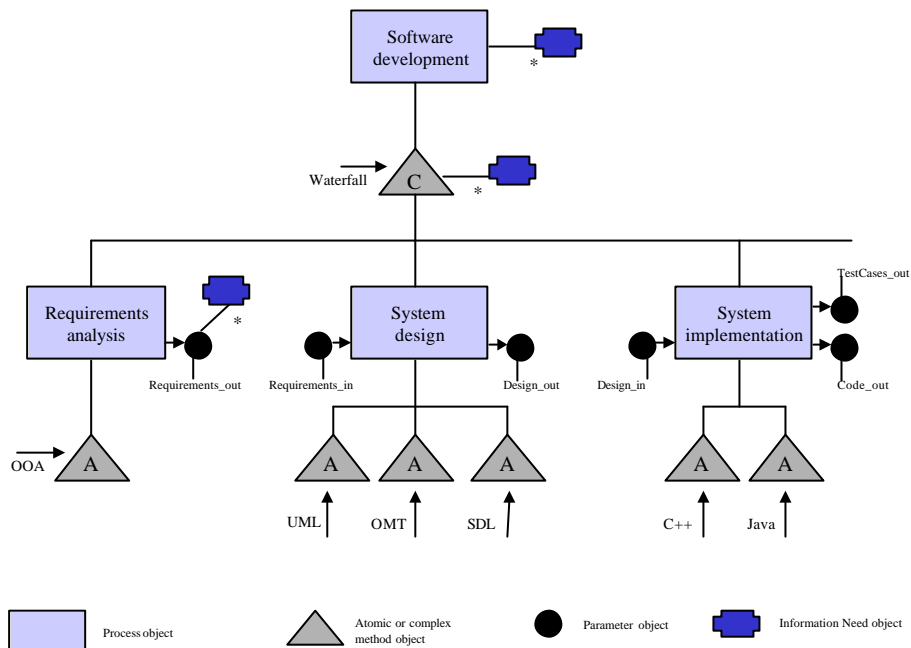 Software
development
*
Waterfall
C
*
TestCases_out
Requirements
analysis
*
System
design
System
implementation
Requirements_out
Requirements_in
Design_out
Design_in
Code_out
OOA
A
A
A
A
A
A
UML
OMT
SDL
C++
Java
Process object
Atomic or complex
method object
Parameter object
Information Need object